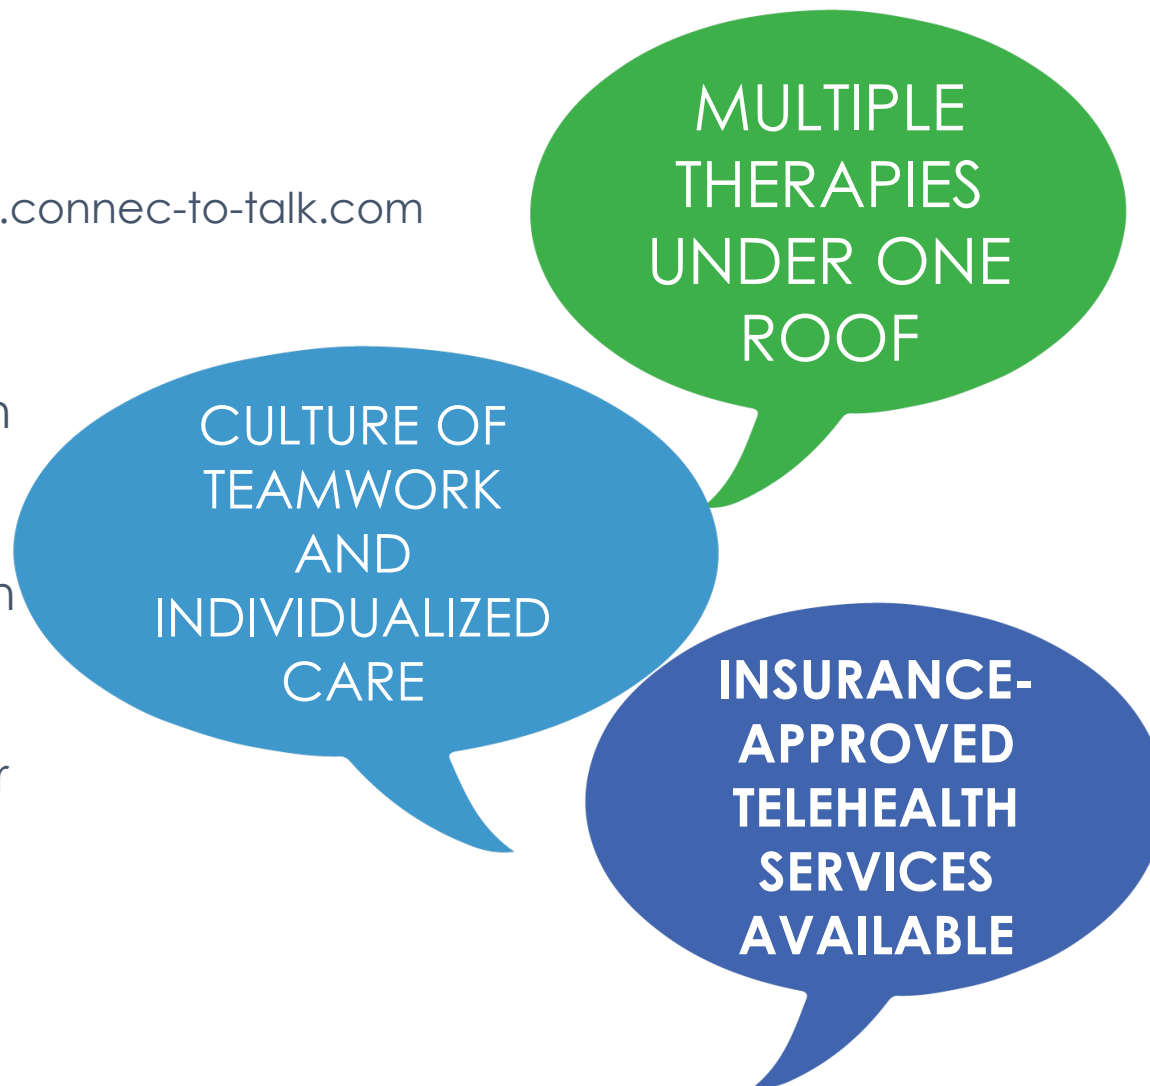 MULTIPLE
THERAPIES
UNDER ONE
ROOF
.connec-to-talk.com
CULTURE OF
TEAMWORK
AND
INDIVIDUALIZED
CARE
INSURANCE-
APPROVED
TELEHEALTH
SERVICES
AVAILABLE